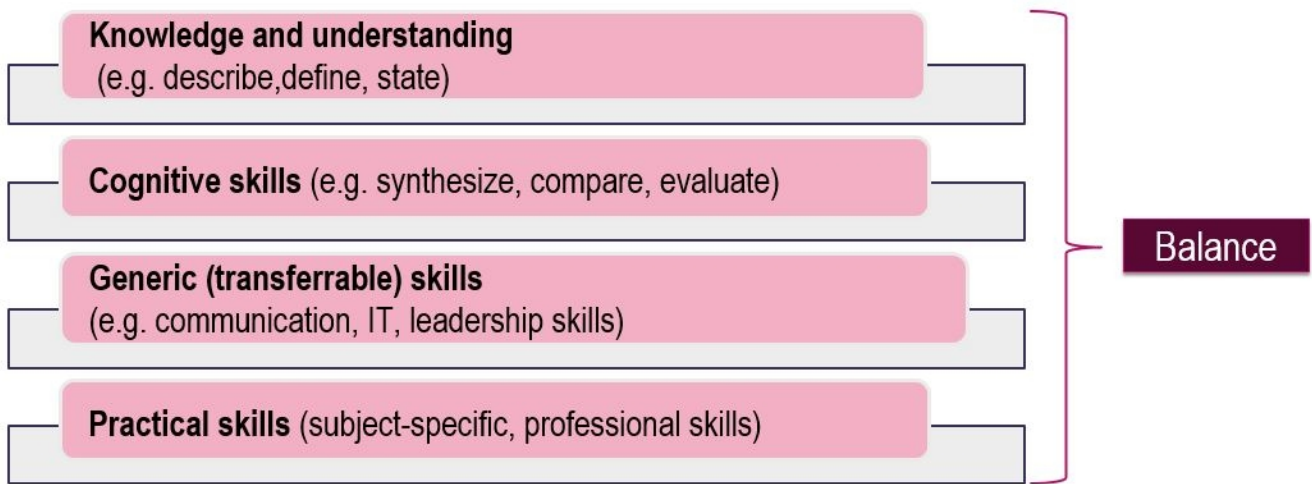 Knowledge and understanding
(e.g. describe,define, state)
Cognitive skills (e.g. synthesize, compare, evaluate)
Generic (transferrable) skills
(e.g. communication, IT, leadership skills)
Practical skills (subject-specific, professional skills)
Balance